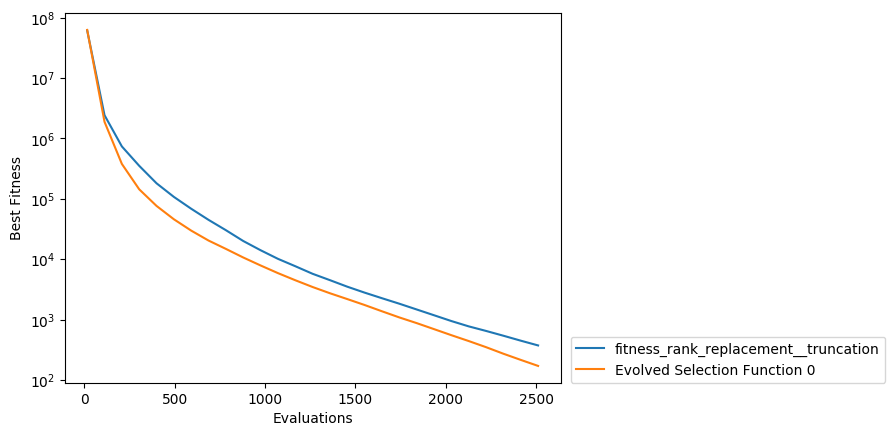 10^8
10^7
10^6
10^5
10^4
10^3
10^2
Best Fitness
0 500 1000 1500 2000 2500
Evaluations
fitness_rank_replacement__truncation
Evolved Selection Function 0